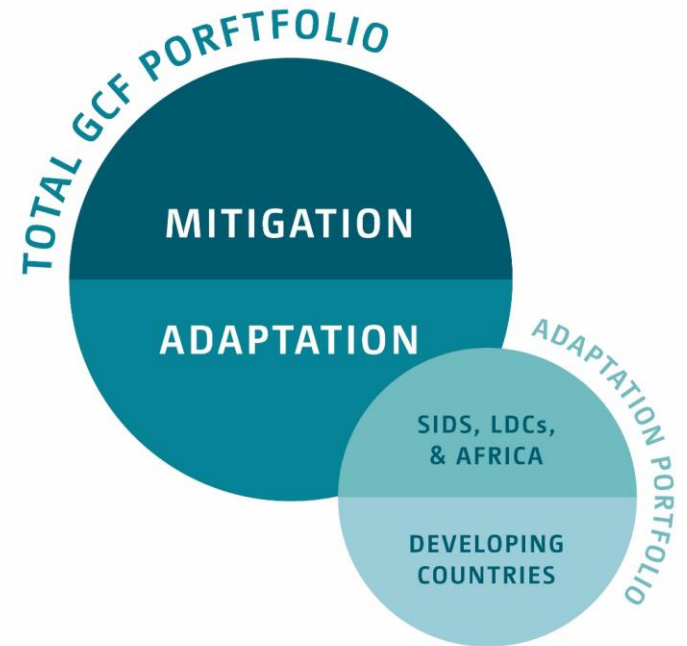 TOTAL GCF PORFTFOLIO
MITIGATION
ADAPTATION
ADAPTATION PORTFOLIO
SIDS, LDCs,
& AFRICA
DEVELOPING
COUNTRIES